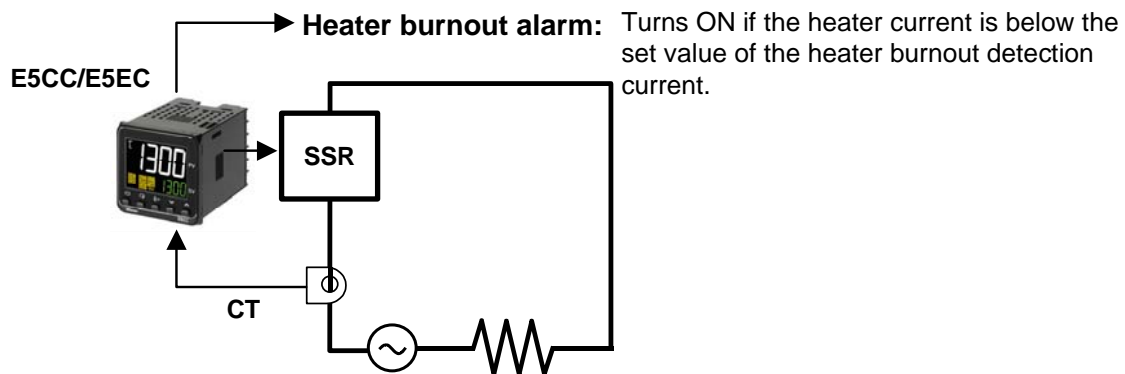 Heater burnout alarm: Turns ON if the heater current is below the
set value of the heater burnout detection
current.
E5CC/E5EC
1300
1300
SSR
CT